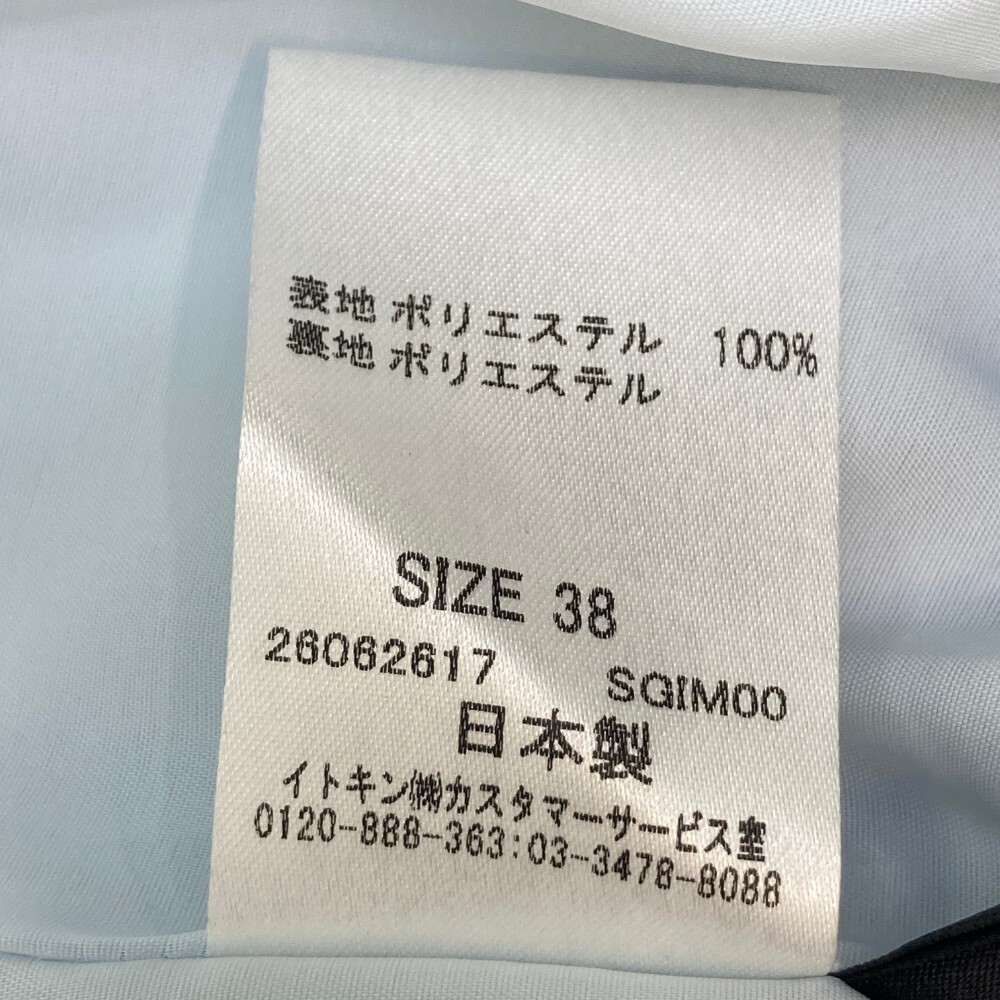 表地 ポリエステル 100%
裏地 ポリエステル
SIZE 38
26062617 SGIM00
日本製
イトキン㈱カスタマーサービス室
0120-888-363:03-3478-8088